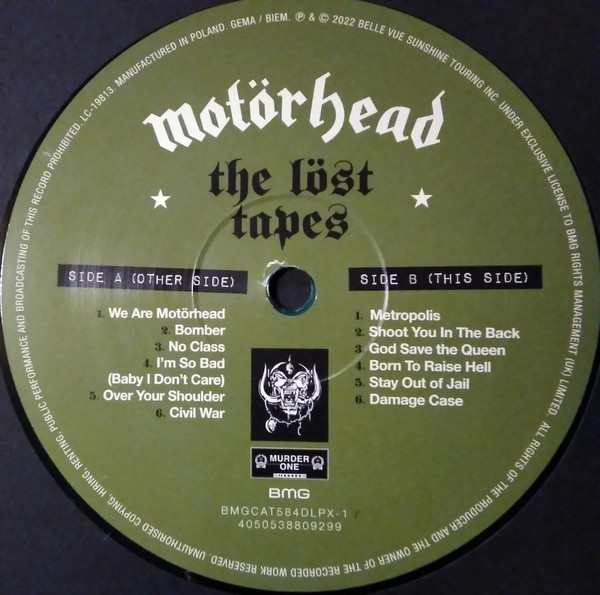 LC-19813. MANUFACTURED IN POLAND. GEMA / BIEM. ℗ & © 2022 BELLE VUE SUNSHINE TOURING INC. UNDER EXCLUSIVE LICENSE TO BMG RIGHTS MANAGEMENT (UK) LIMITED. ALL RIGHTS OF THE PRODUCER AND THE OWNER OF THE RECORDED WORK RESERVED. UNAUTHORISED COPYING, HIRING, RENTING, PUBLIC PERFORMANCE AND BROADCASTING OF THIS RECORD PROHIBITED.
motörhead
the löst
tapes
SIDE A (OTHER SIDE)
1. We Are Motörhead
2. Bomber
3. No Class
4. I'm So Bad
(Baby I Don't Care)
5. Over Your Shoulder
6. Civil War
SIDE B (THIS SIDE)
1. Metropolis
2. Shoot You In The Back
3. God Save the Queen
4. Born To Raise Hell
5. Stay Out of Jail
6. Damage Case
MURDER
ONE
BMG
BMGCAT584DLPX-1
4050538809299